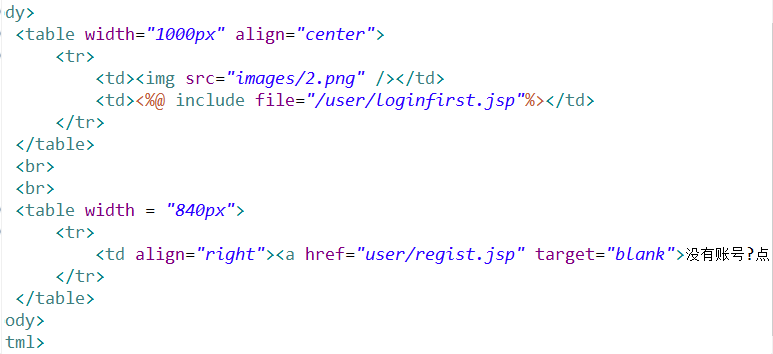 dy>
<table width="1000px" align="center">
<tr>
<td><img src="images/2.png" /></td>
<td><%@ include file="/user/loginfirst.jsp"%></td>
</tr>
</table>
<br>
<br>
<table width = "840px">
<tr>
<td align="right"><a href="user/regist.jsp" target="blank">没有账号?点
</tr>
</table>
ody>
tml>